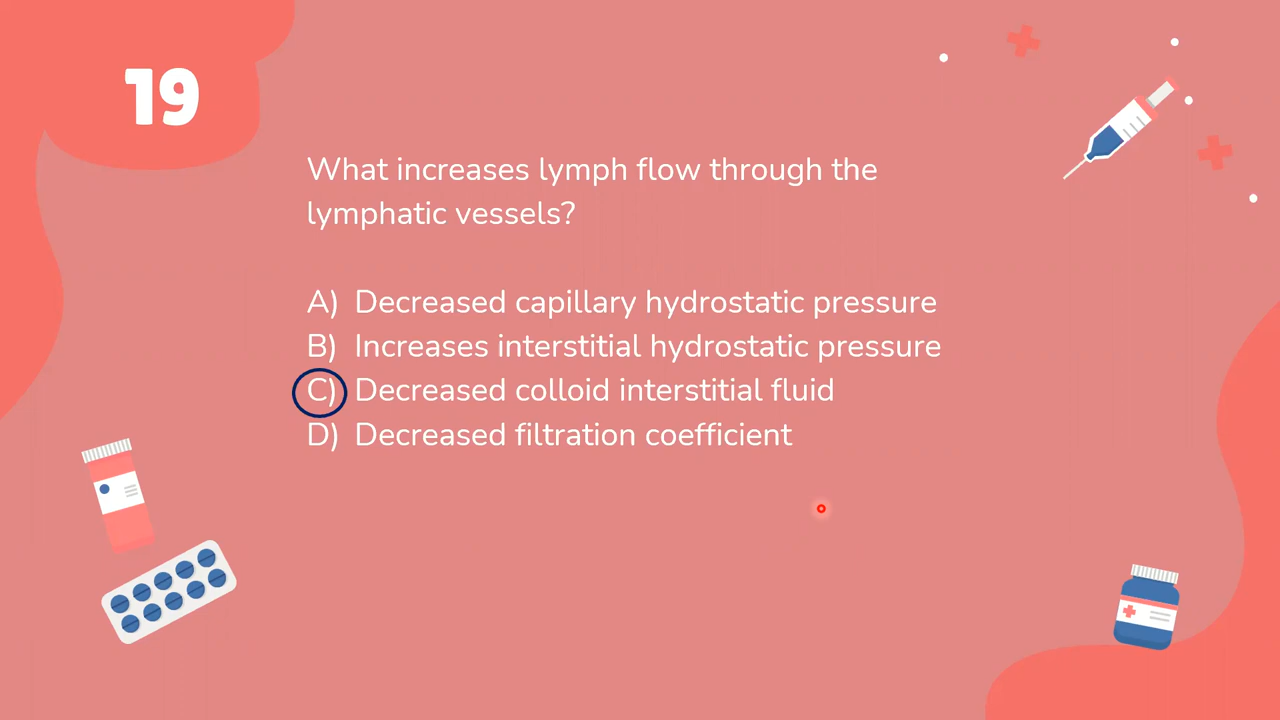 19
What increases lymph flow through the
lymphatic vessels?
A) Decreased capillary hydrostatic pressure
B) Increases interstitial hydrostatic pressure
C) Decreased colloid interstitial fluid
D) Decreased filtration coefficient